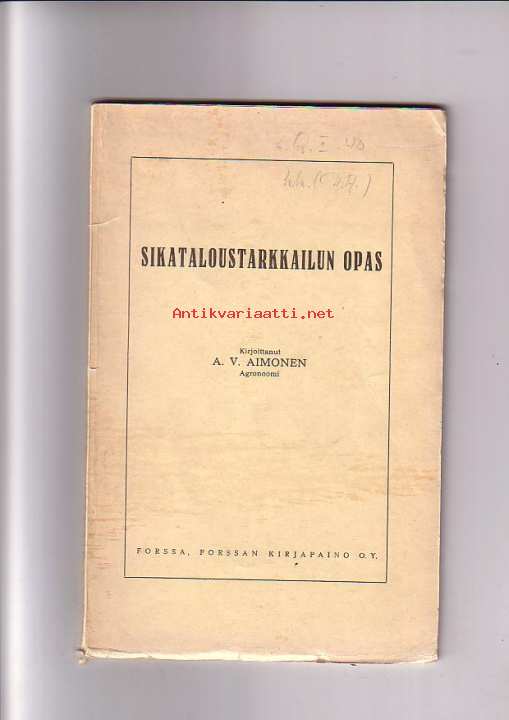 SIKATALOUSTARKKAILUN OPAS
Antikvariaatti.net
Kirjoittanut
A. V. AIMONEN
Agronoomi
FORSSA, FORSSAN KIRJAPAINO O.Y.